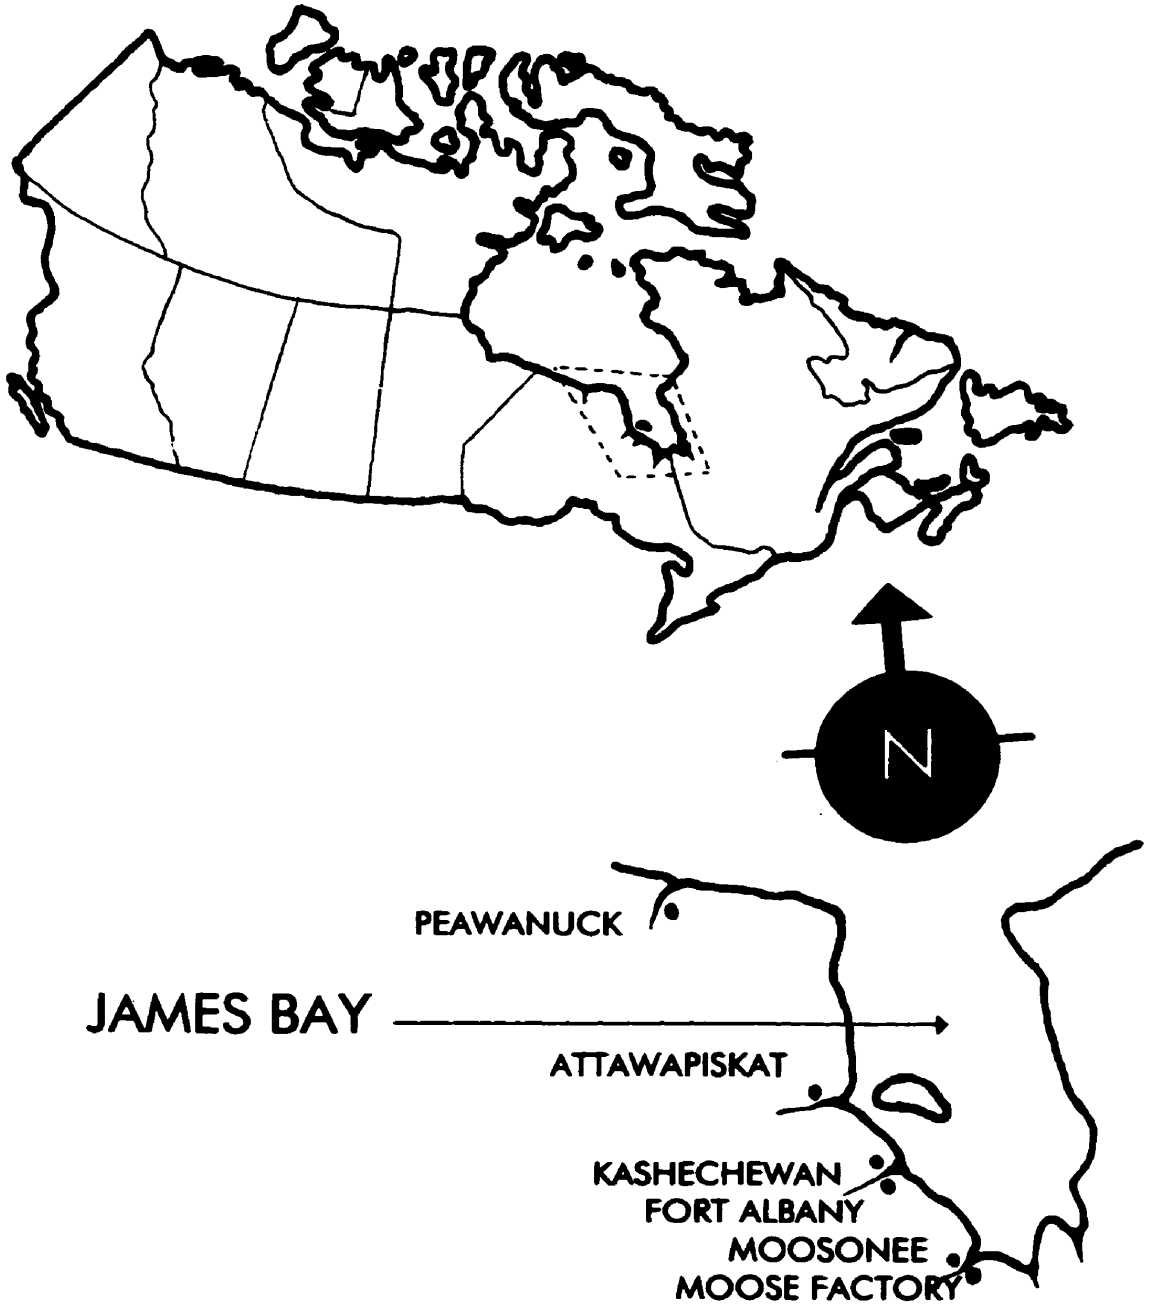 N
PEAWANUCK
JAMES BAY
ATTAWAPISKAT
KASHECHEWAN
FORT ALBANY
MOOSONEE
MOOSE FACTORY